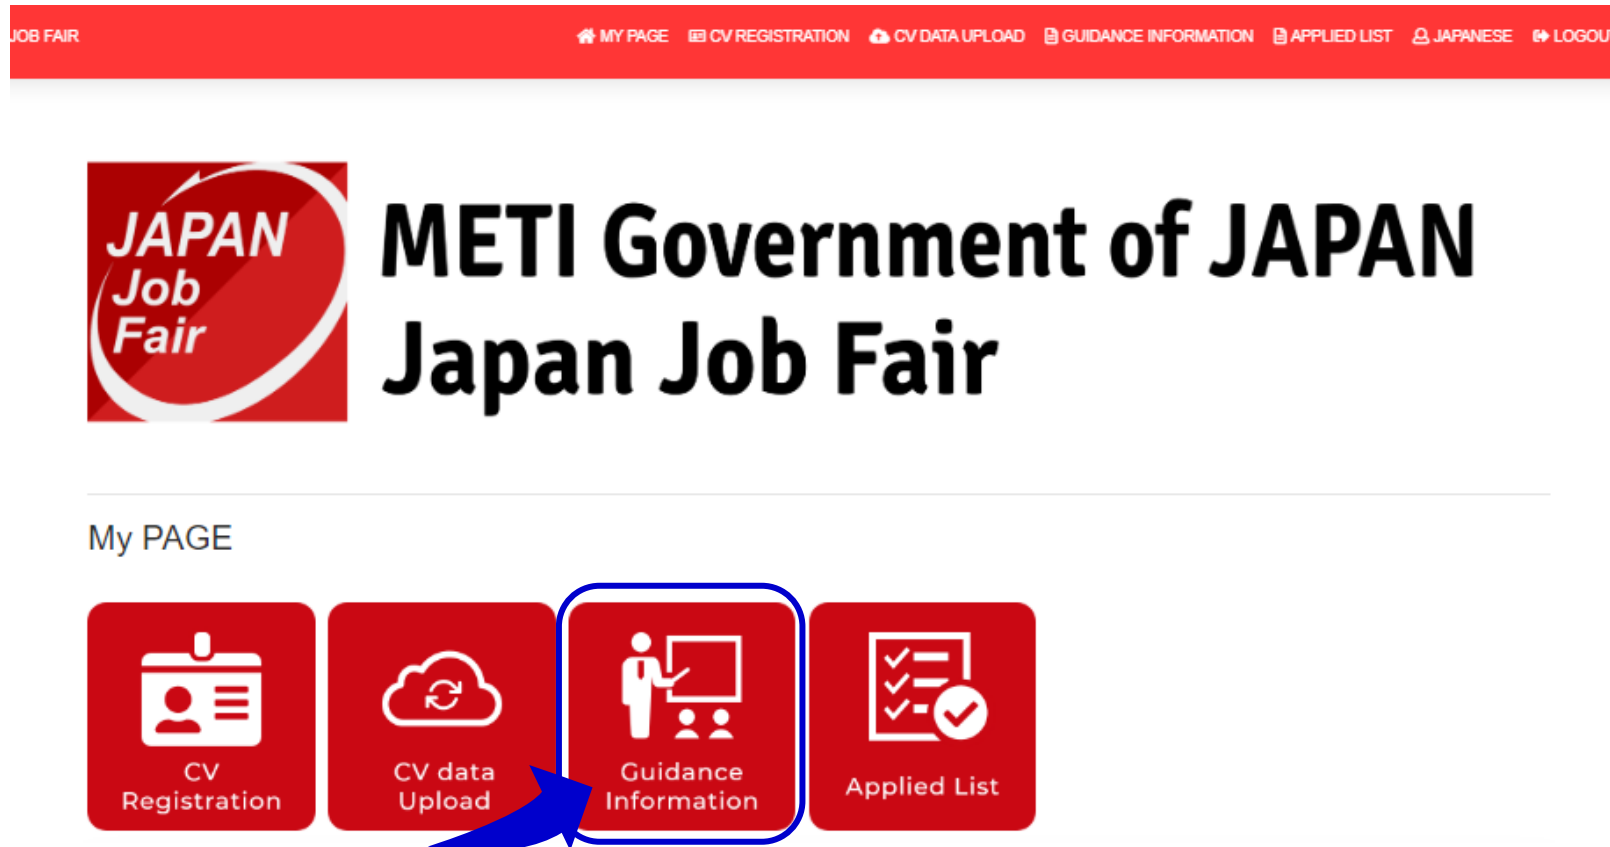 JOB FAIR
MY PAGE CV REGISTRATION CV DATA UPLOAD GUIDANCE INFORMATION APPLIED LIST JAPANESE LOGOU
JAPAN
Job
Fair
METI Government of JAPAN
Japan Job Fair
My PAGE
CV
Registration
CV data
Upload
Guidance
Information
Applied List